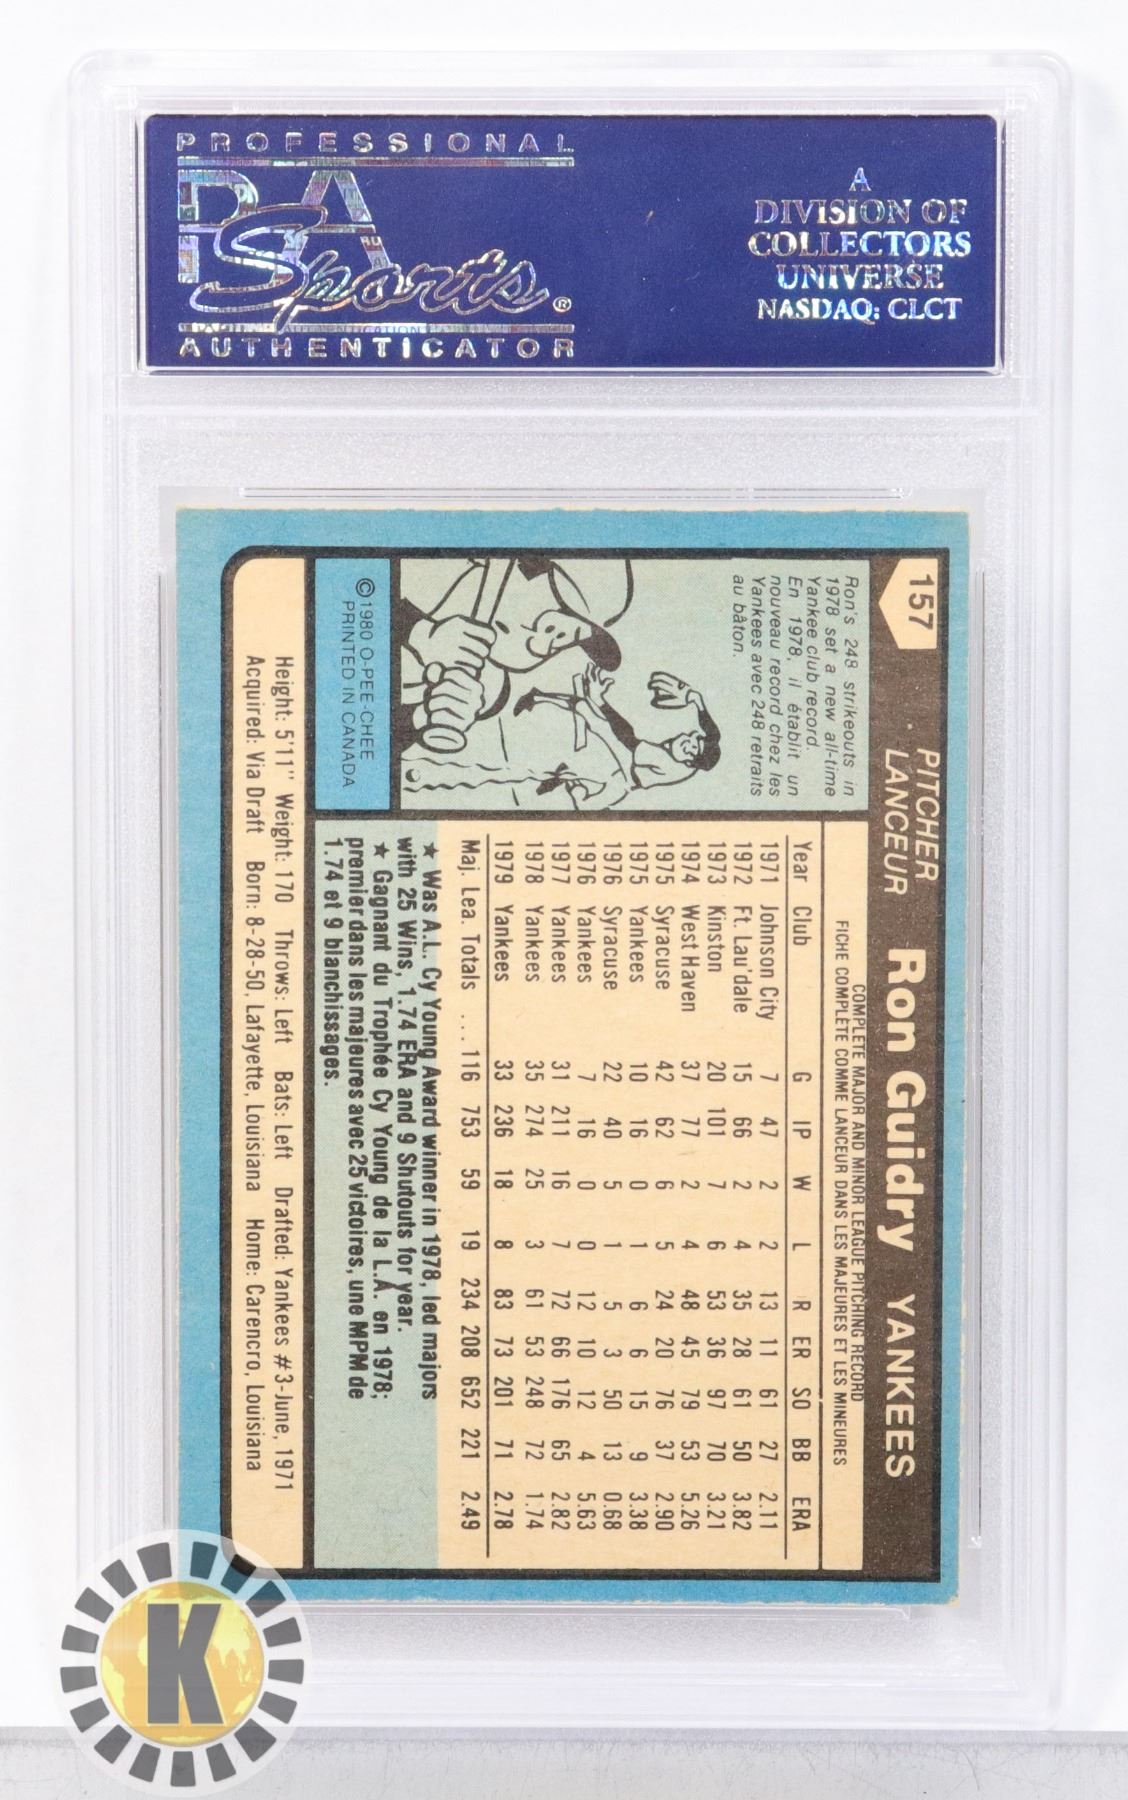 PROFESSIONAL
PSA
Sports®
AUTHENTICATOR
A
DIVISION OF
COLLECTORS
UNIVERSE
NASDAQ: CLCT
157
PITCHER
LANCEUR
Ron Guidry YANKEES
Ron's 248 strikeouts in
1978 set a new all-time
Yankee club record.
En 1978, il établit un
nouveau record chez les
Yankees avec 248 retraits
au bâton.
©1980 O-PEE-CHEE
PRINTED IN CANADA
COMPLETE MAJOR AND MINOR LEAGUE PITCHING RECORD
FICHE COMPLÈTE COMME LANCEUR DANS LES MAJEURES ET LES MINEURES
Year Club G IP W L R ER SO BB ERA
1971 Johnson City 7 47 2 2 13 11 61 27 2.11
1972 Ft. Lau'dale 15 66 2 4 35 28 61 50 3.82
1973 Kinston 20 101 7 6 53 36 97 70 3.21
1974 West Haven 37 77 2 4 48 45 79 53 5.26
1975 Syracuse 42 62 6 5 24 20 76 37 2.90
1975 Yankees 10 16 0 1 6 6 15 9 3.38
1976 Syracuse 22 40 5 1 5 3 50 13 0.68
1976 Yankees 7 16 0 0 12 10 12 4 5.63
1977 Yankees 31 211 16 7 72 66 176 65 2.82
1978 Yankees 35 274 25 3 61 53 248 72 1.74
1979 Yankees 33 236 18 8 83 73 201 71 2.78
Maj. Lea. Totals ... 116 753 59 19 234 208 652 221 2.49
★ Was A.L. Cy Young Award winner in 1978, led majors
with 25 Wins, 1.74 ERA and 9 Shutouts for year.
★ Gagnant du Trophée Cy Young de la L.A. en 1978;
premier dans les majeures avec 25 victoires, une MPM de
1.74 et 9 blanchissages.
Height: 5'11" Weight: 170 Throws: Left Bats: Left Drafted: Yankees #3-June, 1971
Acquired: Via Draft Born: 8-28-50, Lafayette, Louisiana Home: Carencro, Louisiana
K